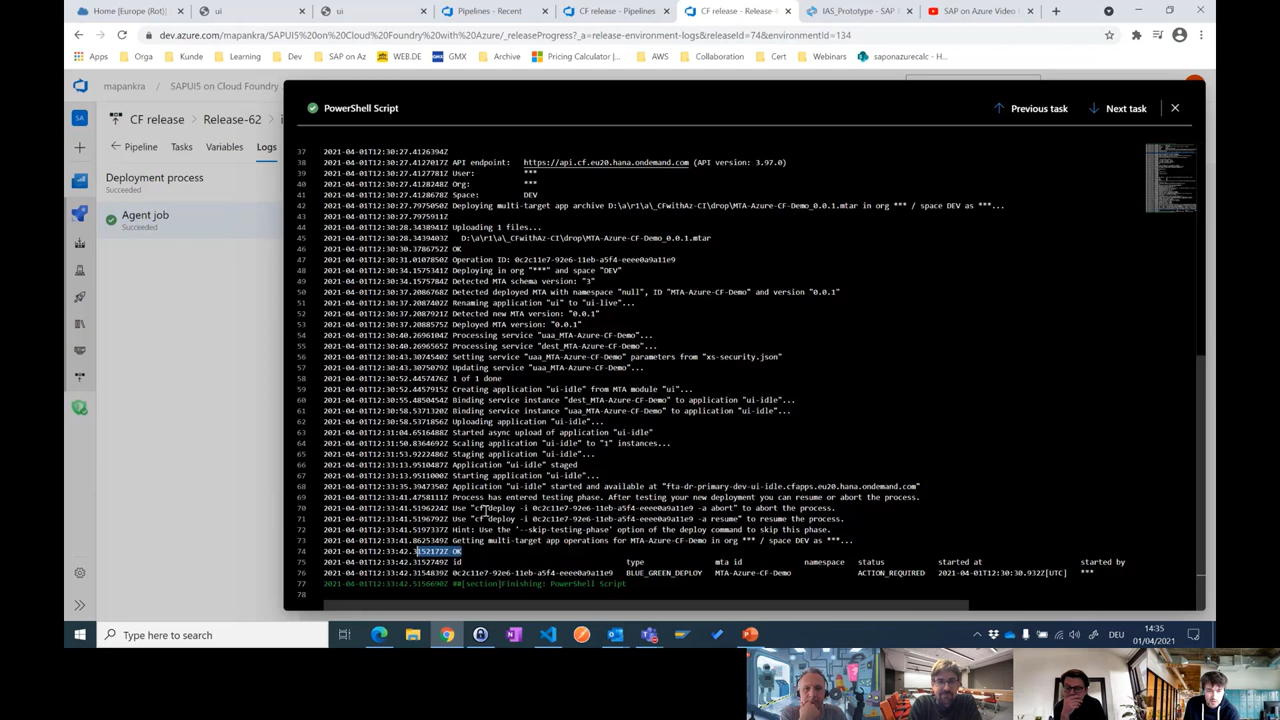 Home [Europe (Rot)]
ui
ui
Pipelines - Recent
CF release - Pipelines
CF release - Release-
IAS_Prototype - SAP
SAP on Azure Video
dev.azure.com/mapankra/SAPUI5%20on%20Cloud%20Foundry%20with%20Azure/_releaseProgress?_a=release-environment-logs&releaseId=74&environmentId=134
Apps
Orga
Kunde
Learning
Dev
SAP on Az
WEB.DE
GMX
Archive
Pricing Calculator |...
AWS
Collaboration
Cert
Webinars
saponazurecalc - H...
mapankra
SAPUI5 on Cloud Foundry
CF release
Release-62
Pipeline
Tasks
Variables
Logs
Deployment process
Succeeded
Agent job
Succeeded
PowerShell Script
Previous task
Next task
37 2021-04-01T12:30:27.4126394Z
38 2021-04-01T12:30:27.4127017Z API endpoint: https://api.cf.eu20.hana.ondemand.com (API version: 3.97.0)
39 2021-04-01T12:30:27.4127781Z User: ***
40 2021-04-01T12:30:27.4128248Z Org: ***
41 2021-04-01T12:30:27.4128678Z Space: DEV
42 2021-04-01T12:30:27.7975050Z Deploying multi-target app archive D:\a\r1\a\_CFwithAz-CI\drop\MTA-Azure-CF-Demo_0.0.1.mtar in org *** / space DEV as ***...
43 2021-04-01T12:30:27.7975911Z
44 2021-04-01T12:30:28.3438941Z Uploading 1 files...
45 2021-04-01T12:30:28.3439403Z D:\a\r1\a\_CFwithAz-CI\drop\MTA-Azure-CF-Demo_0.0.1.mtar
46 2021-04-01T12:30:30.3786752Z OK
47 2021-04-01T12:30:31.0107850Z Operation ID: 0c2c11e7-92e6-11eb-a5f4-eeee0a9a11e9
48 2021-04-01T12:30:34.1575341Z Deploying in org "***" and space "DEV"
49 2021-04-01T12:30:34.1575784Z Detected MTA schema version: "3"
50 2021-04-01T12:30:37.2086768Z Detected deployed MTA with namespace "null", ID "MTA-Azure-CF-Demo" and version "0.0.1"
51 2021-04-01T12:30:37.2087402Z Renaming application "ui" to "ui-live"...
52 2021-04-01T12:30:37.2087921Z Detected new MTA version: "0.0.1"
53 2021-04-01T12:30:37.2088575Z Deployed MTA version: "0.0.1"
54 2021-04-01T12:30:40.2696104Z Processing service "uaa_MTA-Azure-CF-Demo"...
55 2021-04-01T12:30:40.2696565Z Processing service "dest_MTA-Azure-CF-Demo"...
56 2021-04-01T12:30:43.3074540Z Setting service "uaa_MTA-Azure-CF-Demo" parameters from "xs-security.json"
57 2021-04-01T12:30:43.3075079Z Updating service "uaa_MTA-Azure-CF-Demo"...
58 2021-04-01T12:30:52.4457476Z 1 of 1 done
59 2021-04-01T12:30:52.4457915Z Creating application "ui-idle" from MTA module "ui"...
60 2021-04-01T12:30:55.4850454Z Binding service instance "dest_MTA-Azure-CF-Demo" to application "ui-idle"...
61 2021-04-01T12:30:58.5371320Z Binding service instance "uaa_MTA-Azure-CF-Demo" to application "ui-idle"...
62 2021-04-01T12:30:58.5371856Z Uploading application "ui-idle"...
63 2021-04-01T12:31:04.6516488Z Started async upload of application "ui-idle"
64 2021-04-01T12:31:50.8364692Z Scaling application "ui-idle" to "1" instances...
65 2021-04-01T12:31:53.9222486Z Staging application "ui-idle"...
66 2021-04-01T12:33:13.9510487Z Application "ui-idle" staged
67 2021-04-01T12:33:13.9511000Z Starting application "ui-idle"...
68 2021-04-01T12:33:35.3949350Z Application "ui-idle" started and available at "fta-dr-primary-dev-ui-idle.cfapps.eu20.hana.ondemand.com"
69 2021-04-01T12:33:41.4758111Z Process has entered testing phase. After testing your new deployment you can resume or abort the process.
70 2021-04-01T12:33:41.5196224Z Use "cf deploy -i 0c2c11e7-92e6-11eb-a5f4-eeee0a9a11e9 -a abort" to abort the process.
71 2021-04-01T12:33:41.5196792Z Use "cf deploy -i 0c2c11e7-92e6-11eb-a5f4-eeee0a9a11e9 -a resume" to resume the process.
72 2021-04-01T12:33:41.5197337Z Hint: Use the '--skip-testing-phase' option of the deploy command to skip this phase.
73 2021-04-01T12:33:41.8625349Z Getting multi-target app operations for MTA-Azure-CF-Demo in org *** / space DEV as ***...
74 2021-04-01T12:33:42.3152172Z OK
75 2021-04-01T12:33:42.3152749Z id type mta id namespace status started at started by
76 2021-04-01T12:33:42.3154839Z 0c2c11e7-92e6-11eb-a5f4-eeee0a9a11e9 BLUE_GREEN_DEPLOY MTA-Azure-CF-Demo ACTION_REQUIRED 2021-04-01T12:30:30.932Z[UTC] ***
77 2021-04-01T12:33:42.5156690Z ##[section]Finishing: PowerShell Script
78
Type here to search
DEU
14:35
01/04/2021